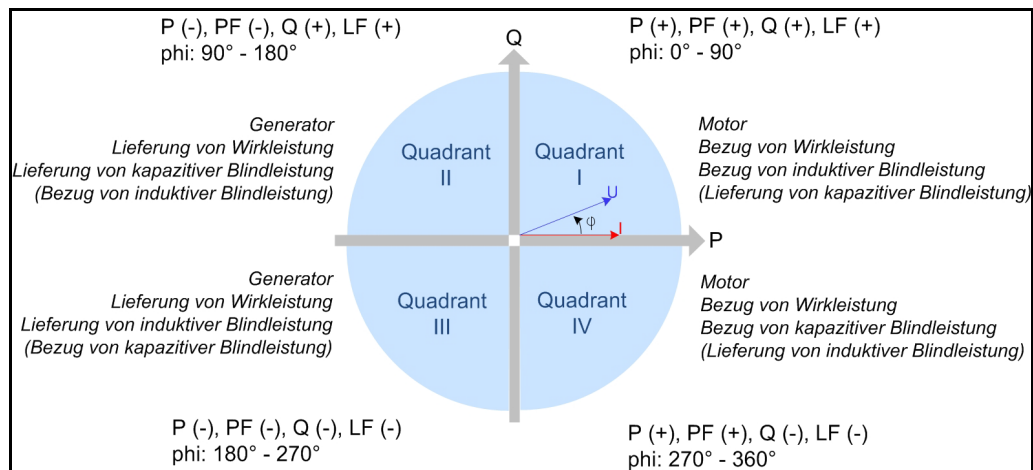 P (-), PF (-), Q (+), LF (+)
phi: 90° - 180°
Q
P (+), PF (+), Q (+), LF (+)
phi: 0° - 90°
Generator
Lieferung von Wirkleistung
Lieferung von kapazitiver Blindleistung
(Bezug von induktiver Blindleistung)
Quadrant
II
Quadrant
I
Motor
Bezug von Wirkleistung
Bezug von induktiver Blindleistung
(Lieferung von kapazitiver Blindleistung)
U
φ
I
P
Generator
Lieferung von Wirkleistung
Lieferung von induktiver Blindleistung
(Bezug von kapazitiver Blindleistung)
Quadrant
III
Quadrant
IV
Motor
Bezug von Wirkleistung
Bezug von kapazitiver Blindleistung
(Lieferung von induktiver Blindleistung)
P (-), PF (-), Q (-), LF (-)
phi: 180° - 270°
P (+), PF (+), Q (-), LF (-)
phi: 270° - 360°